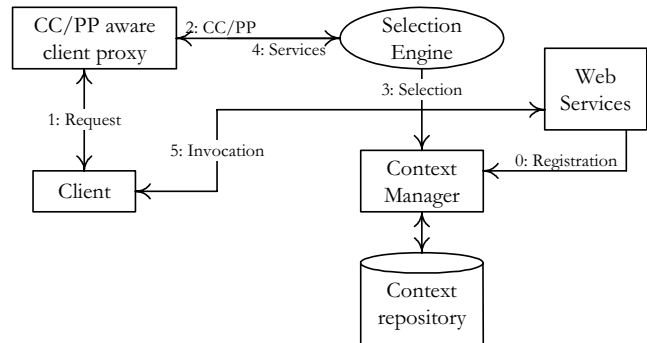 CC/PP aware
client proxy
2: CC/PP
4: Services
Selection
Engine
Web
Services
3: Selection
1: Request
5: Invocation
0: Registration
Client
Context
Manager
Context
repository